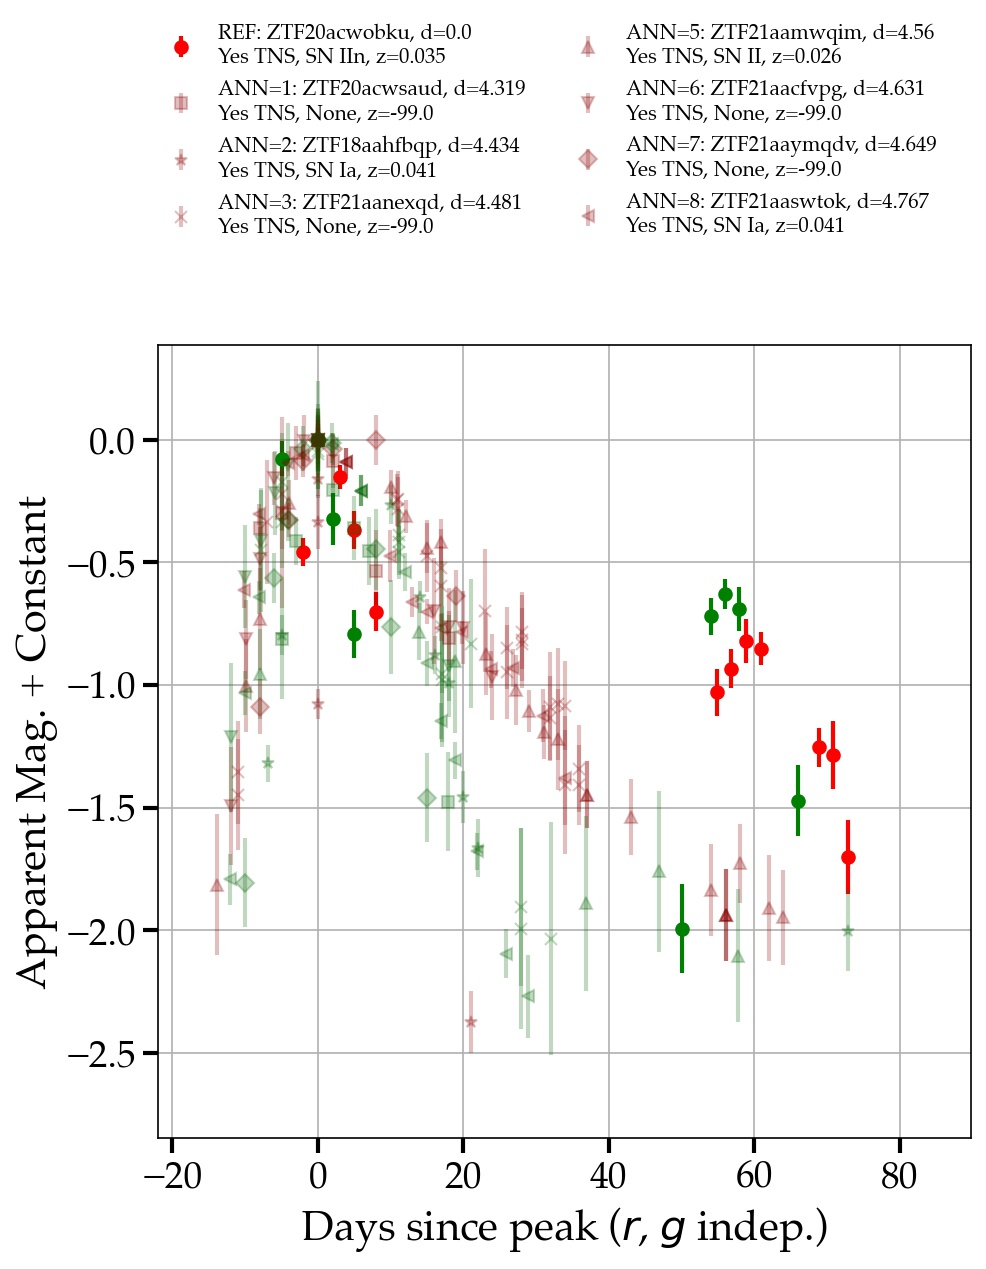 REF: ZTF20acwobku, d=0.0
Yes TNS, SN IIn, z=0.035
ANN=1: ZTF20acwsaud, d=4.319
Yes TNS, None, z=-99.0
ANN=2: ZTF18aahfbqp, d=4.434
Yes TNS, SN Ia, z=0.041
ANN=3: ZTF21aanexqd, d=4.481
Yes TNS, None, z=-99.0
ANN=5: ZTF21aamwqim, d=4.56
Yes TNS, SN II, z=0.026
ANN=6: ZTF21aacfvpg, d=4.631
Yes TNS, None, z=-99.0
ANN=7: ZTF21aaymqdv, d=4.649
Yes TNS, None, z=-99.0
ANN=8: ZTF21aaswtok, d=4.767
Yes TNS, SN Ia, z=0.041
Apparent Mag. + Constant
0.0
−0.5
−1.0
−1.5
−2.0
−2.5
−20 0 20 40 60 80
Days since peak (r, g indep.)